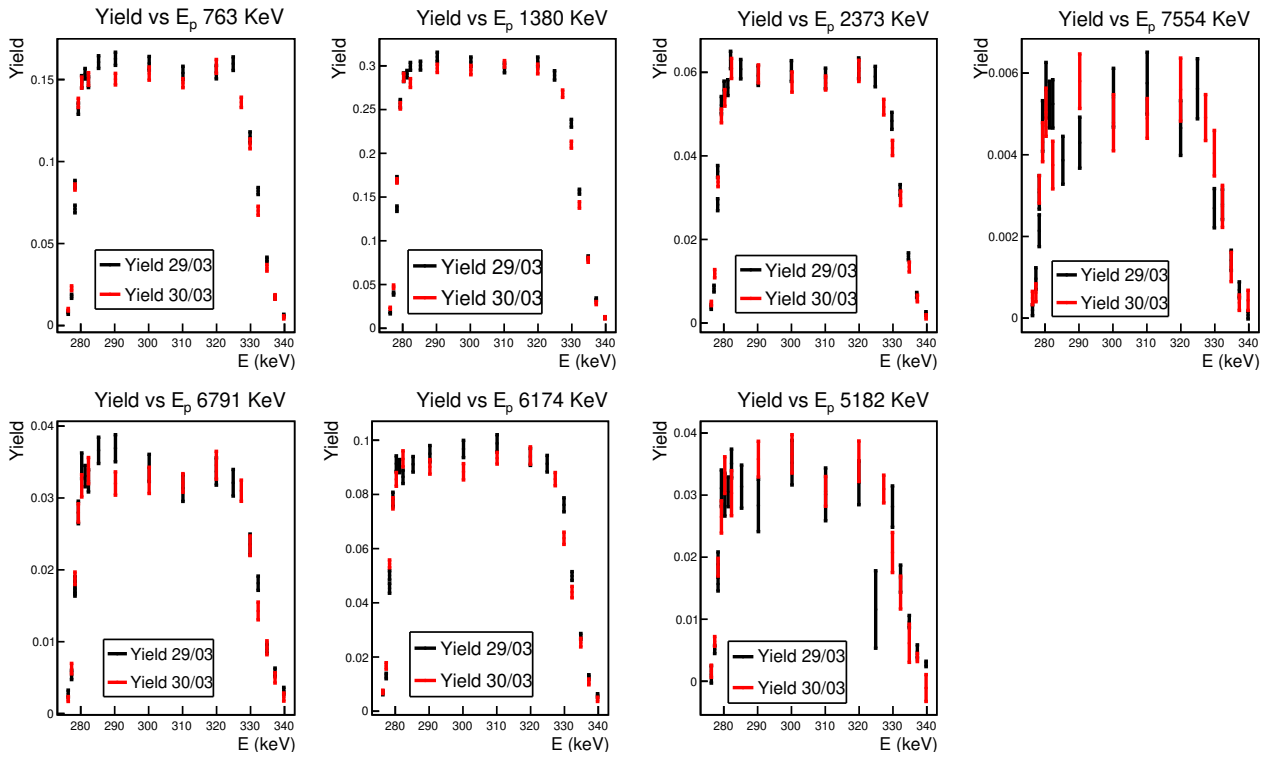 Yield vs Ep 763 KeV
Yield
0.15
0.1
0.05
0
Yield 29/03
Yield 30/03
280 290 300 310 320 330 340
E (keV)
Yield vs Ep 1380 KeV
Yield
0.3
0.25
0.2
0.15
0.1
0.05
0
Yield 29/03
Yield 30/03
280 290 300 310 320 330 340
E (keV)
Yield vs Ep 2373 KeV
Yield
0.06
0.04
0.02
0
Yield 29/03
Yield 30/03
280 290 300 310 320 330 340
E (keV)
Yield vs Ep 7554 KeV
Yield
0.006
0.004
0.002
0
Yield 29/03
Yield 30/03
280 290 300 310 320 330 340
E (keV)
Yield vs Ep 6791 KeV
Yield
0.04
0.03
0.02
0.01
0
Yield 29/03
Yield 30/03
280 290 300 310 320 330 340
E (keV)
Yield vs Ep 6174 KeV
Yield
0.1
0.08
0.06
0.04
0.02
0
Yield 29/03
Yield 30/03
280 290 300 310 320 330 340
E (keV)
Yield vs Ep 5182 KeV
Yield
0.04
0.03
0.02
0.01
0
Yield 29/03
Yield 30/03
280 290 300 310 320 330 340
E (keV)